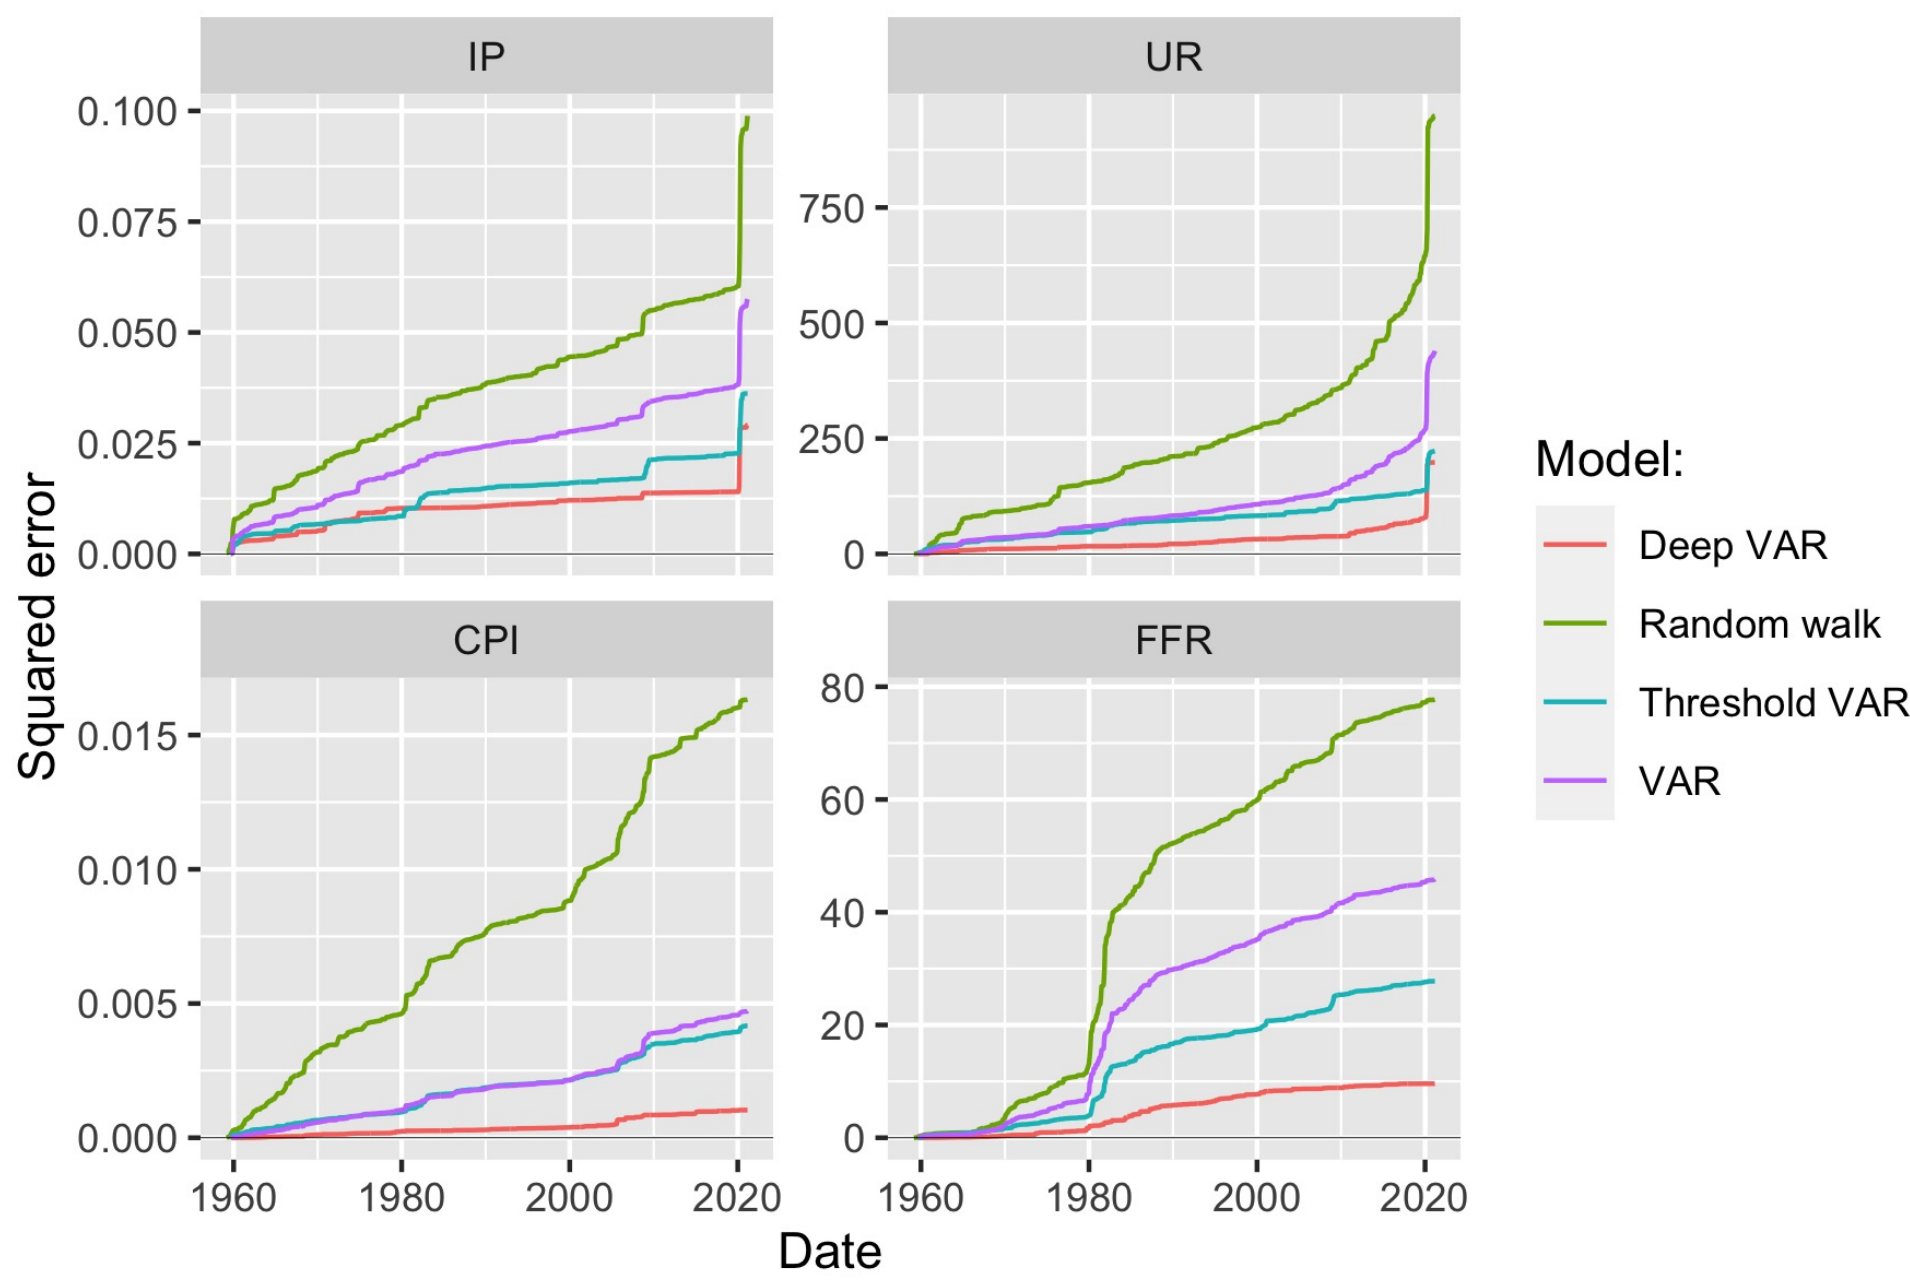 IP
UR
0.100
0.075
0.050
0.025
0.000
750
500
250
0
CPI
FFR
0.015
0.010
0.005
0.000
80
60
40
20
0
1960 1980 2000 2020
1960 1980 2000 2020
Squared error
Date
Model:
Deep VAR
Random walk
Threshold VAR
VAR